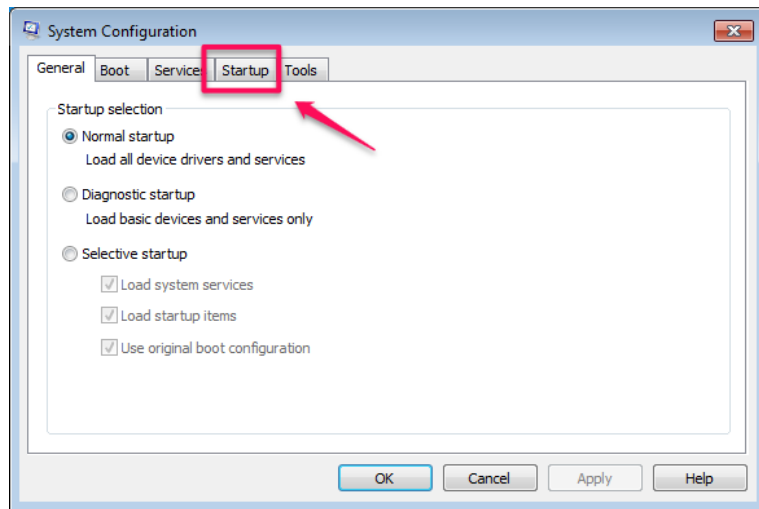 System Configuration
General Boot Services Startup Tools
Startup selection
Normal startup
Load all device drivers and services
Diagnostic startup
Load basic devices and services only
Selective startup
Load system services
Load startup items
Use original boot configuration
OK Cancel Apply Help